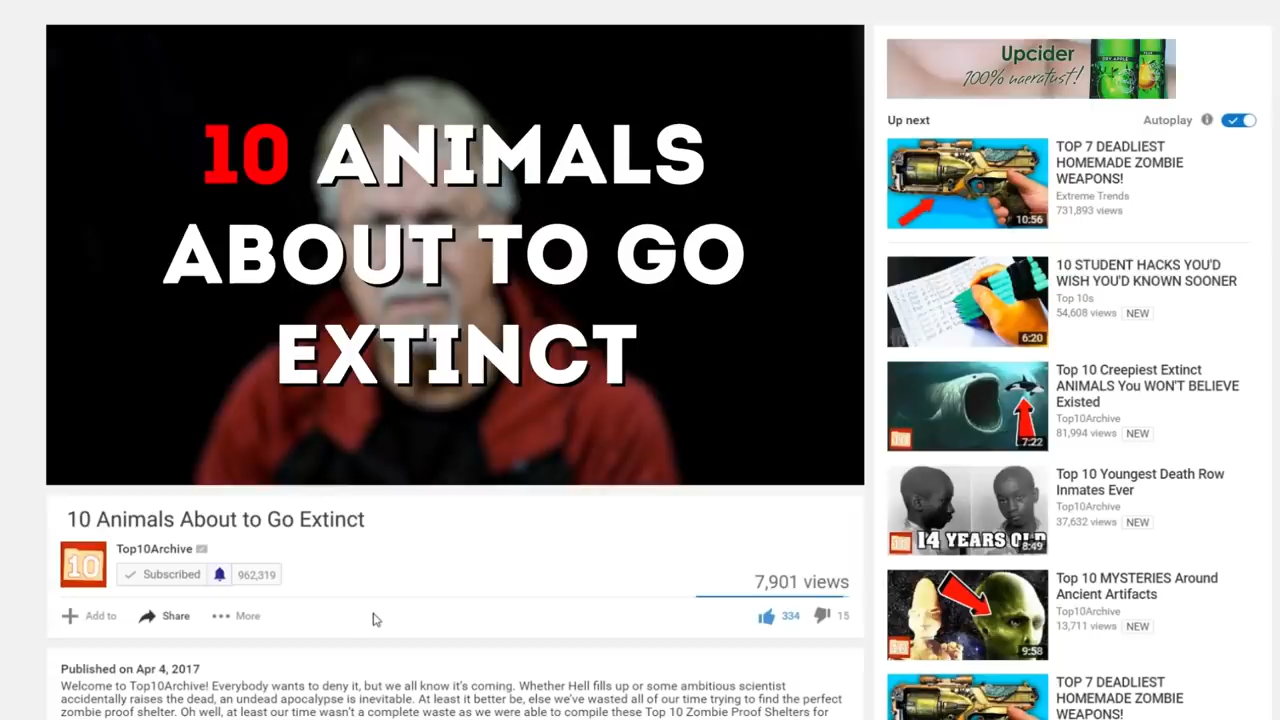 10 ANIMALS
ABOUT TO GO
EXTINCT
10 Animals About to Go Extinct
10
Top10Archive
Subscribed
962,319
7,901 views
Add to
Share
More
334
15
Published on Apr 4, 2017
Welcome to Top10Archive! Everybody wants to deny it, but we all know it's coming. Whether Hell fills up or some ambitious scientist
accidentally raises the dead, an undead apocalypse is inevitable. At least it better be, else we've wasted all of our time trying to find the perfect
zombie proof shelter. Oh well, at least our time wasn't a complete waste as we were able to compile these Top 10 Zombie Proof Shelters for
Upcider
100% naeratust!
DRY APPLE
Up next
Autoplay
TOP 7 DEADLIEST
HOMEMADE ZOMBIE
WEAPONS!
Extreme Trends
731,893 views
10:56
10 STUDENT HACKS YOU'D
WISH YOU'D KNOWN SOONER
Top 10s
54,608 views NEW
6:20
Top 10 Creepiest Extinct
ANIMALS You WON'T BELIEVE
Existed
Top10Archive
81,994 views NEW
7:22
Top 10 Youngest Death Row
Inmates Ever
Top10Archive
37,632 views NEW
14 YEARS OLD
8:49
Top 10 MYSTERIES Around
Ancient Artifacts
Top10Archive
13,711 views NEW
9:58
TOP 7 DEADLIEST
HOMEMADE ZOMBIE
WEAPONS!